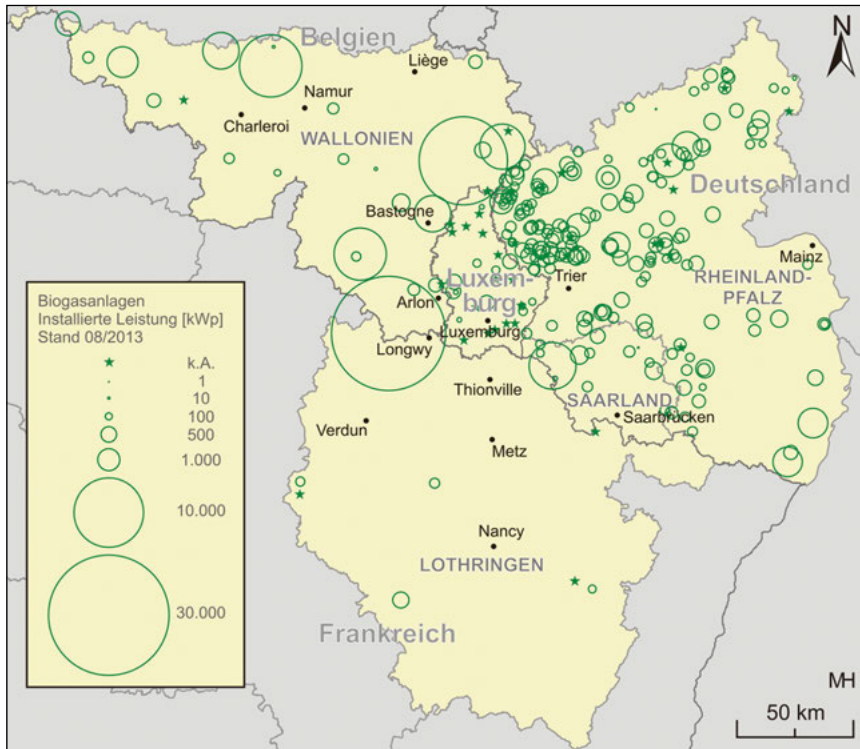 N
Belgien
Liège
Namur
Charleroi
WALLONIEN
Deutschland
Bastogne
Mainz
Trier
RHEINLAND-
PFALZ
Luxem-
burg
Arlon
Luxemburg
Longwy
Thionville
SAARLAND
Saarbrücken
Verdun
Metz
Nancy
LOTHRINGEN
Frankreich
Biogasanlagen
Installierte Leistung [kWp]
Stand 08/2013
k.A.
1
10
100
500
1.000
10.000
30.000
MH
50 km